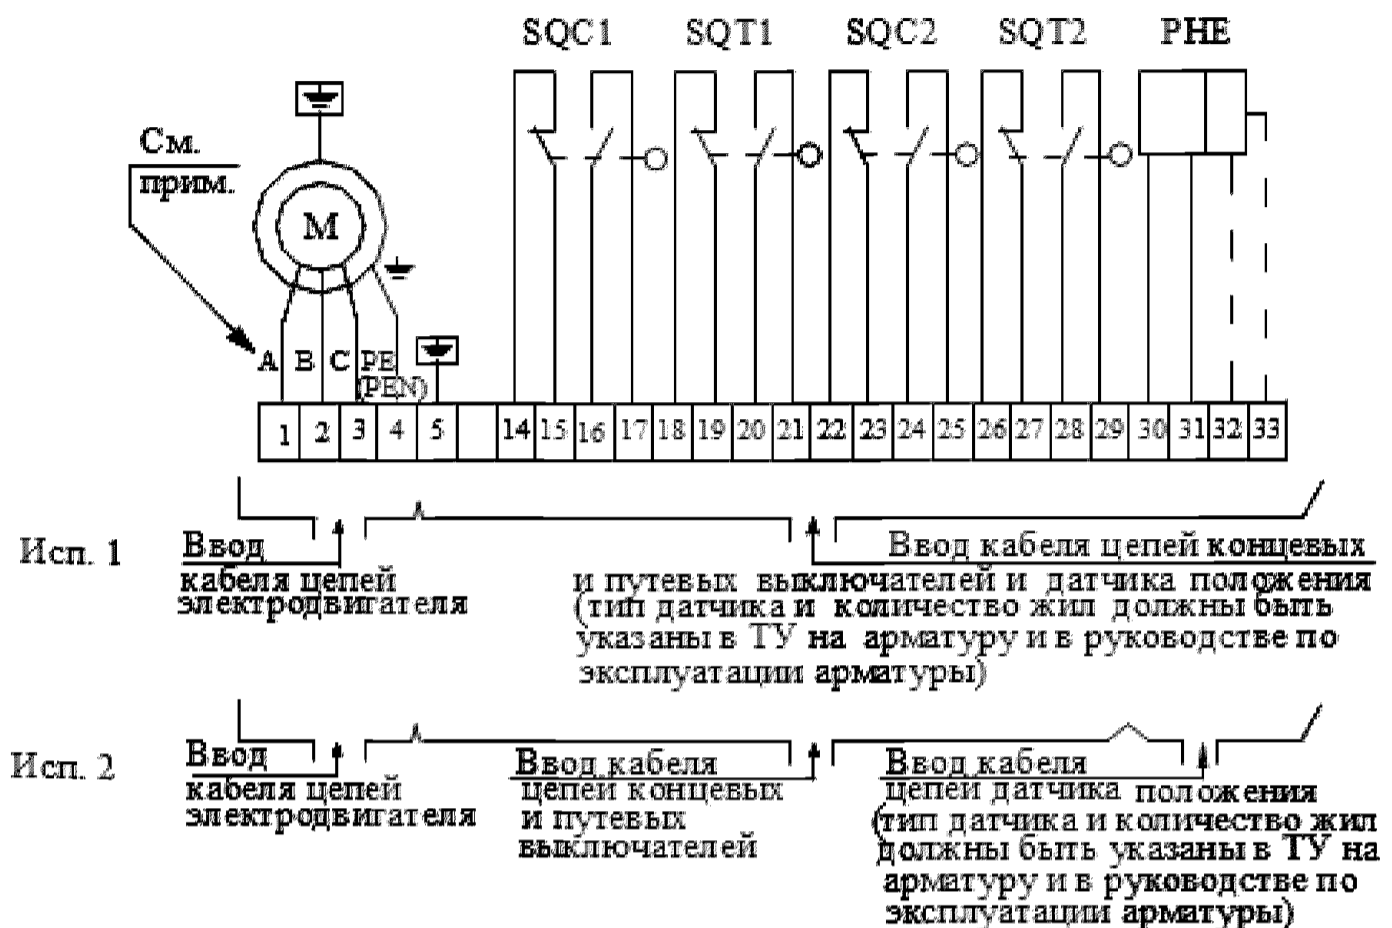 SQC1 SQT1 SQC2 SQT2 PHE
См.
прим.
М
A B C PE
(PEN)
1 2 3 4 5 14 15 16 17 18 19 20 21 22 23 24 25 26 27 28 29 30 31 32 33
Исп. 1
Ввод
кабеля цепей
электродвигателя
Ввод кабеля цепей концевых
и путевых выключателей и датчика положения
(тип датчика и количество жил должны быть
указаны в ТУ на арматуру и в руководстве по
эксплуатации арматуры)
Исп. 2
Ввод
кабеля цепей
электродвигателя
Ввод кабеля
цепей концевых
и путевых
выключателей
Ввод кабеля
цепей датчика положения
(тип датчика и количество жил
должны быть указаны в ТУ на
арматуру и в руководстве по
эксплуатации арматуры)